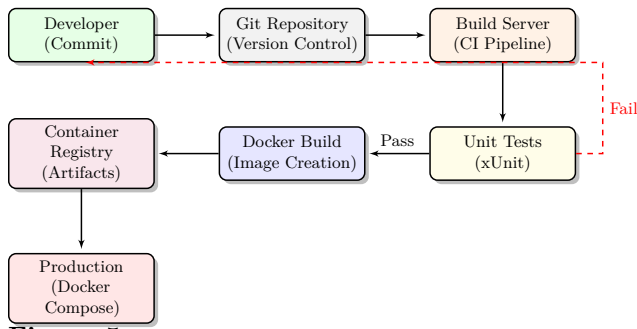 Developer
(Commit)
Git Repository
(Version Control)
Build Server
(CI Pipeline)
Fail
Container
Registry
(Artifacts)
Docker Build
(Image Creation)
Pass
Unit Tests
(xUnit)
Production
(Docker
Compose)